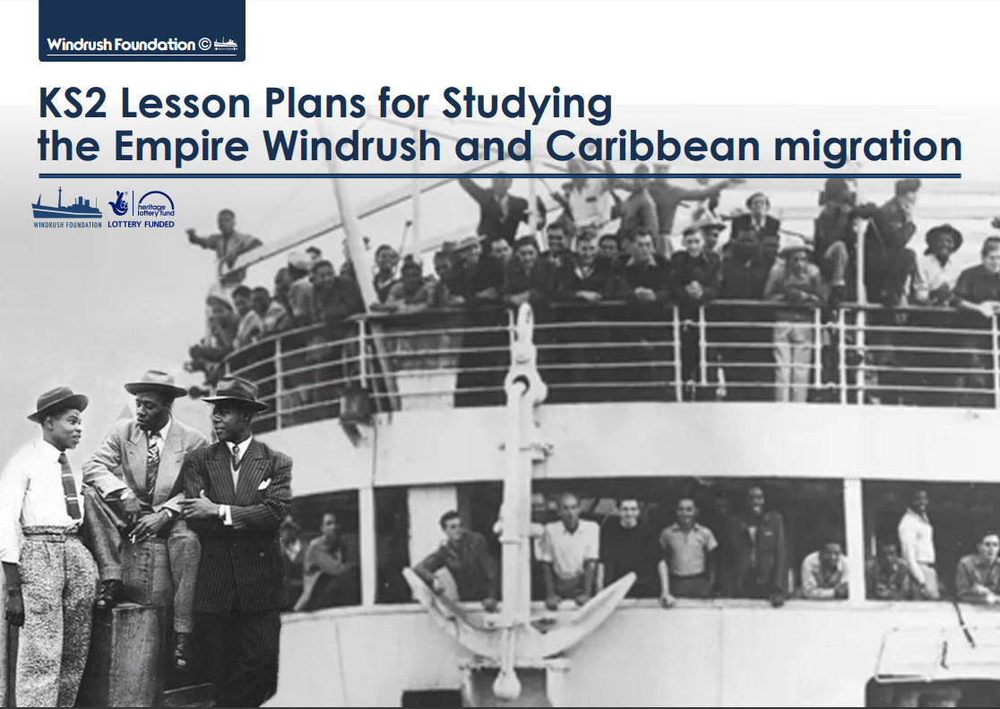 Windrush Foundation ©
KS2 Lesson Plans for Studying
the Empire Windrush and Caribbean migration
WINDRUSH FOUNDATION
heritage
lottery fund
LOTTERY FUNDED